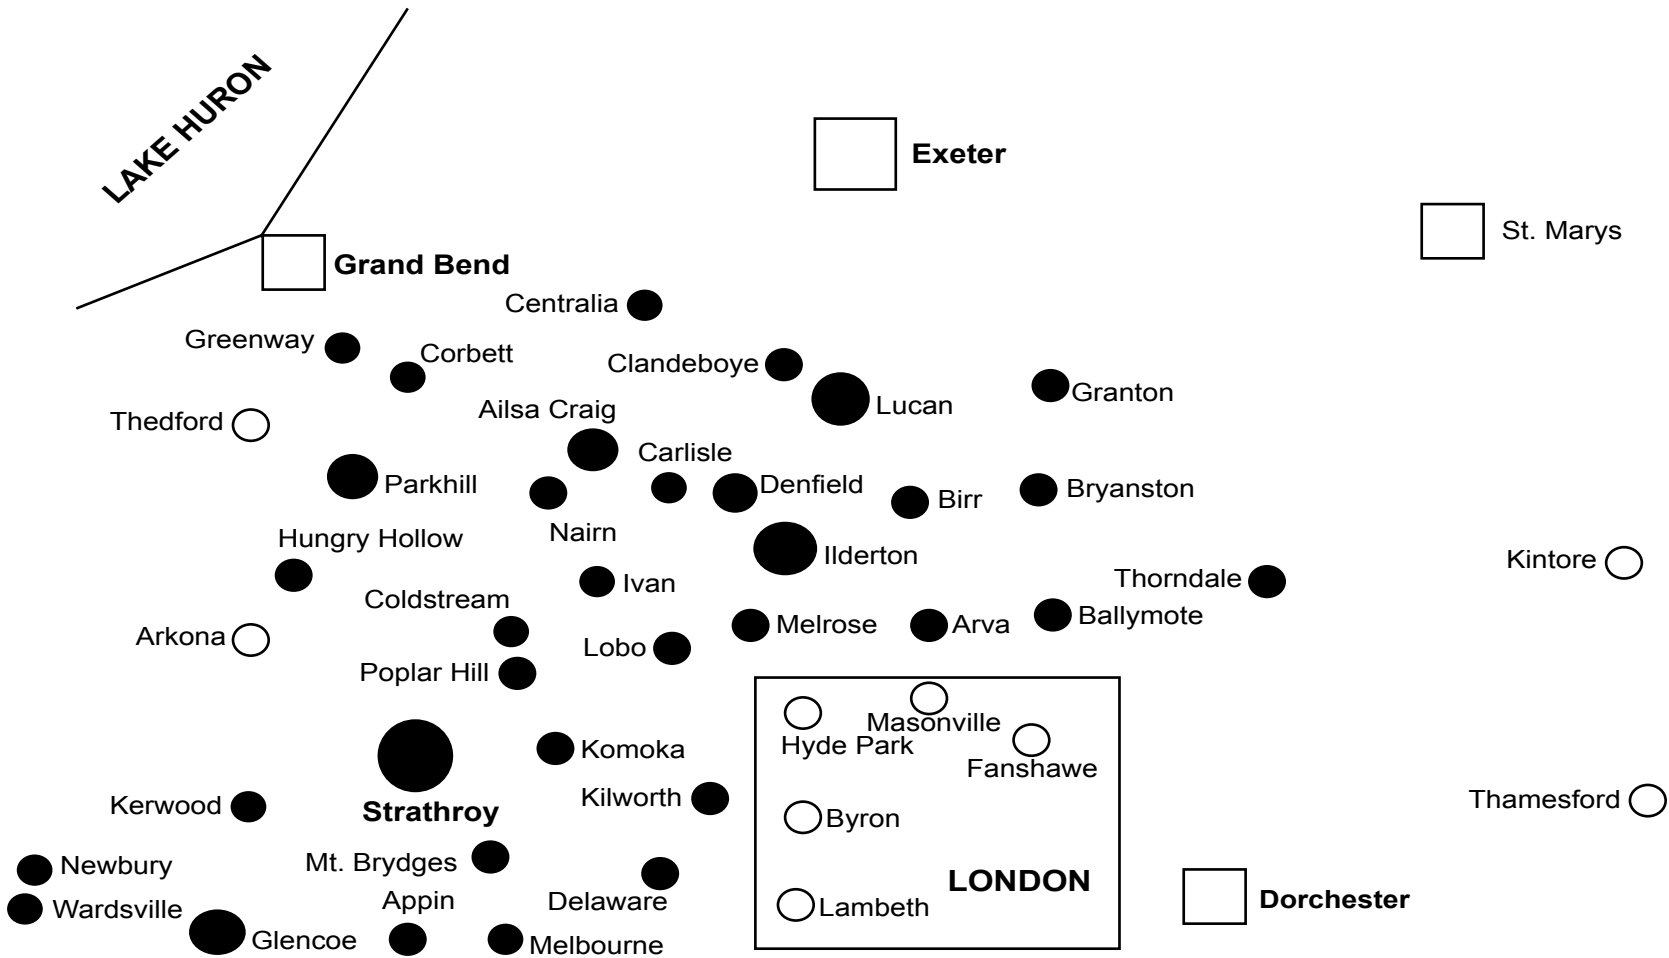 LAKE HURON
Exeter
St. Marys
Grand Bend
Centralia
Greenway
Corbett
Clandeboye
Granton
Ailsa Craig
Lucan
Thedford
Carlisle
Parkhill
Denfield
Birr
Bryanston
Nairn
Hungry Hollow
Ilderton
Kintore
Thorndale
Ivan
Coldstream
Ballymote
Melrose
Arva
Arkona
Lobo
Poplar Hill
Masonville
Hyde Park
Komoka
Fanshawe
Kilworth
Thamesford
Kerwood
Strathroy
Byron
Mt. Brydges
Newbury
LONDON
Appin
Delaware
Dorchester
Wardsville
Lambeth
Glencoe
Melbourne